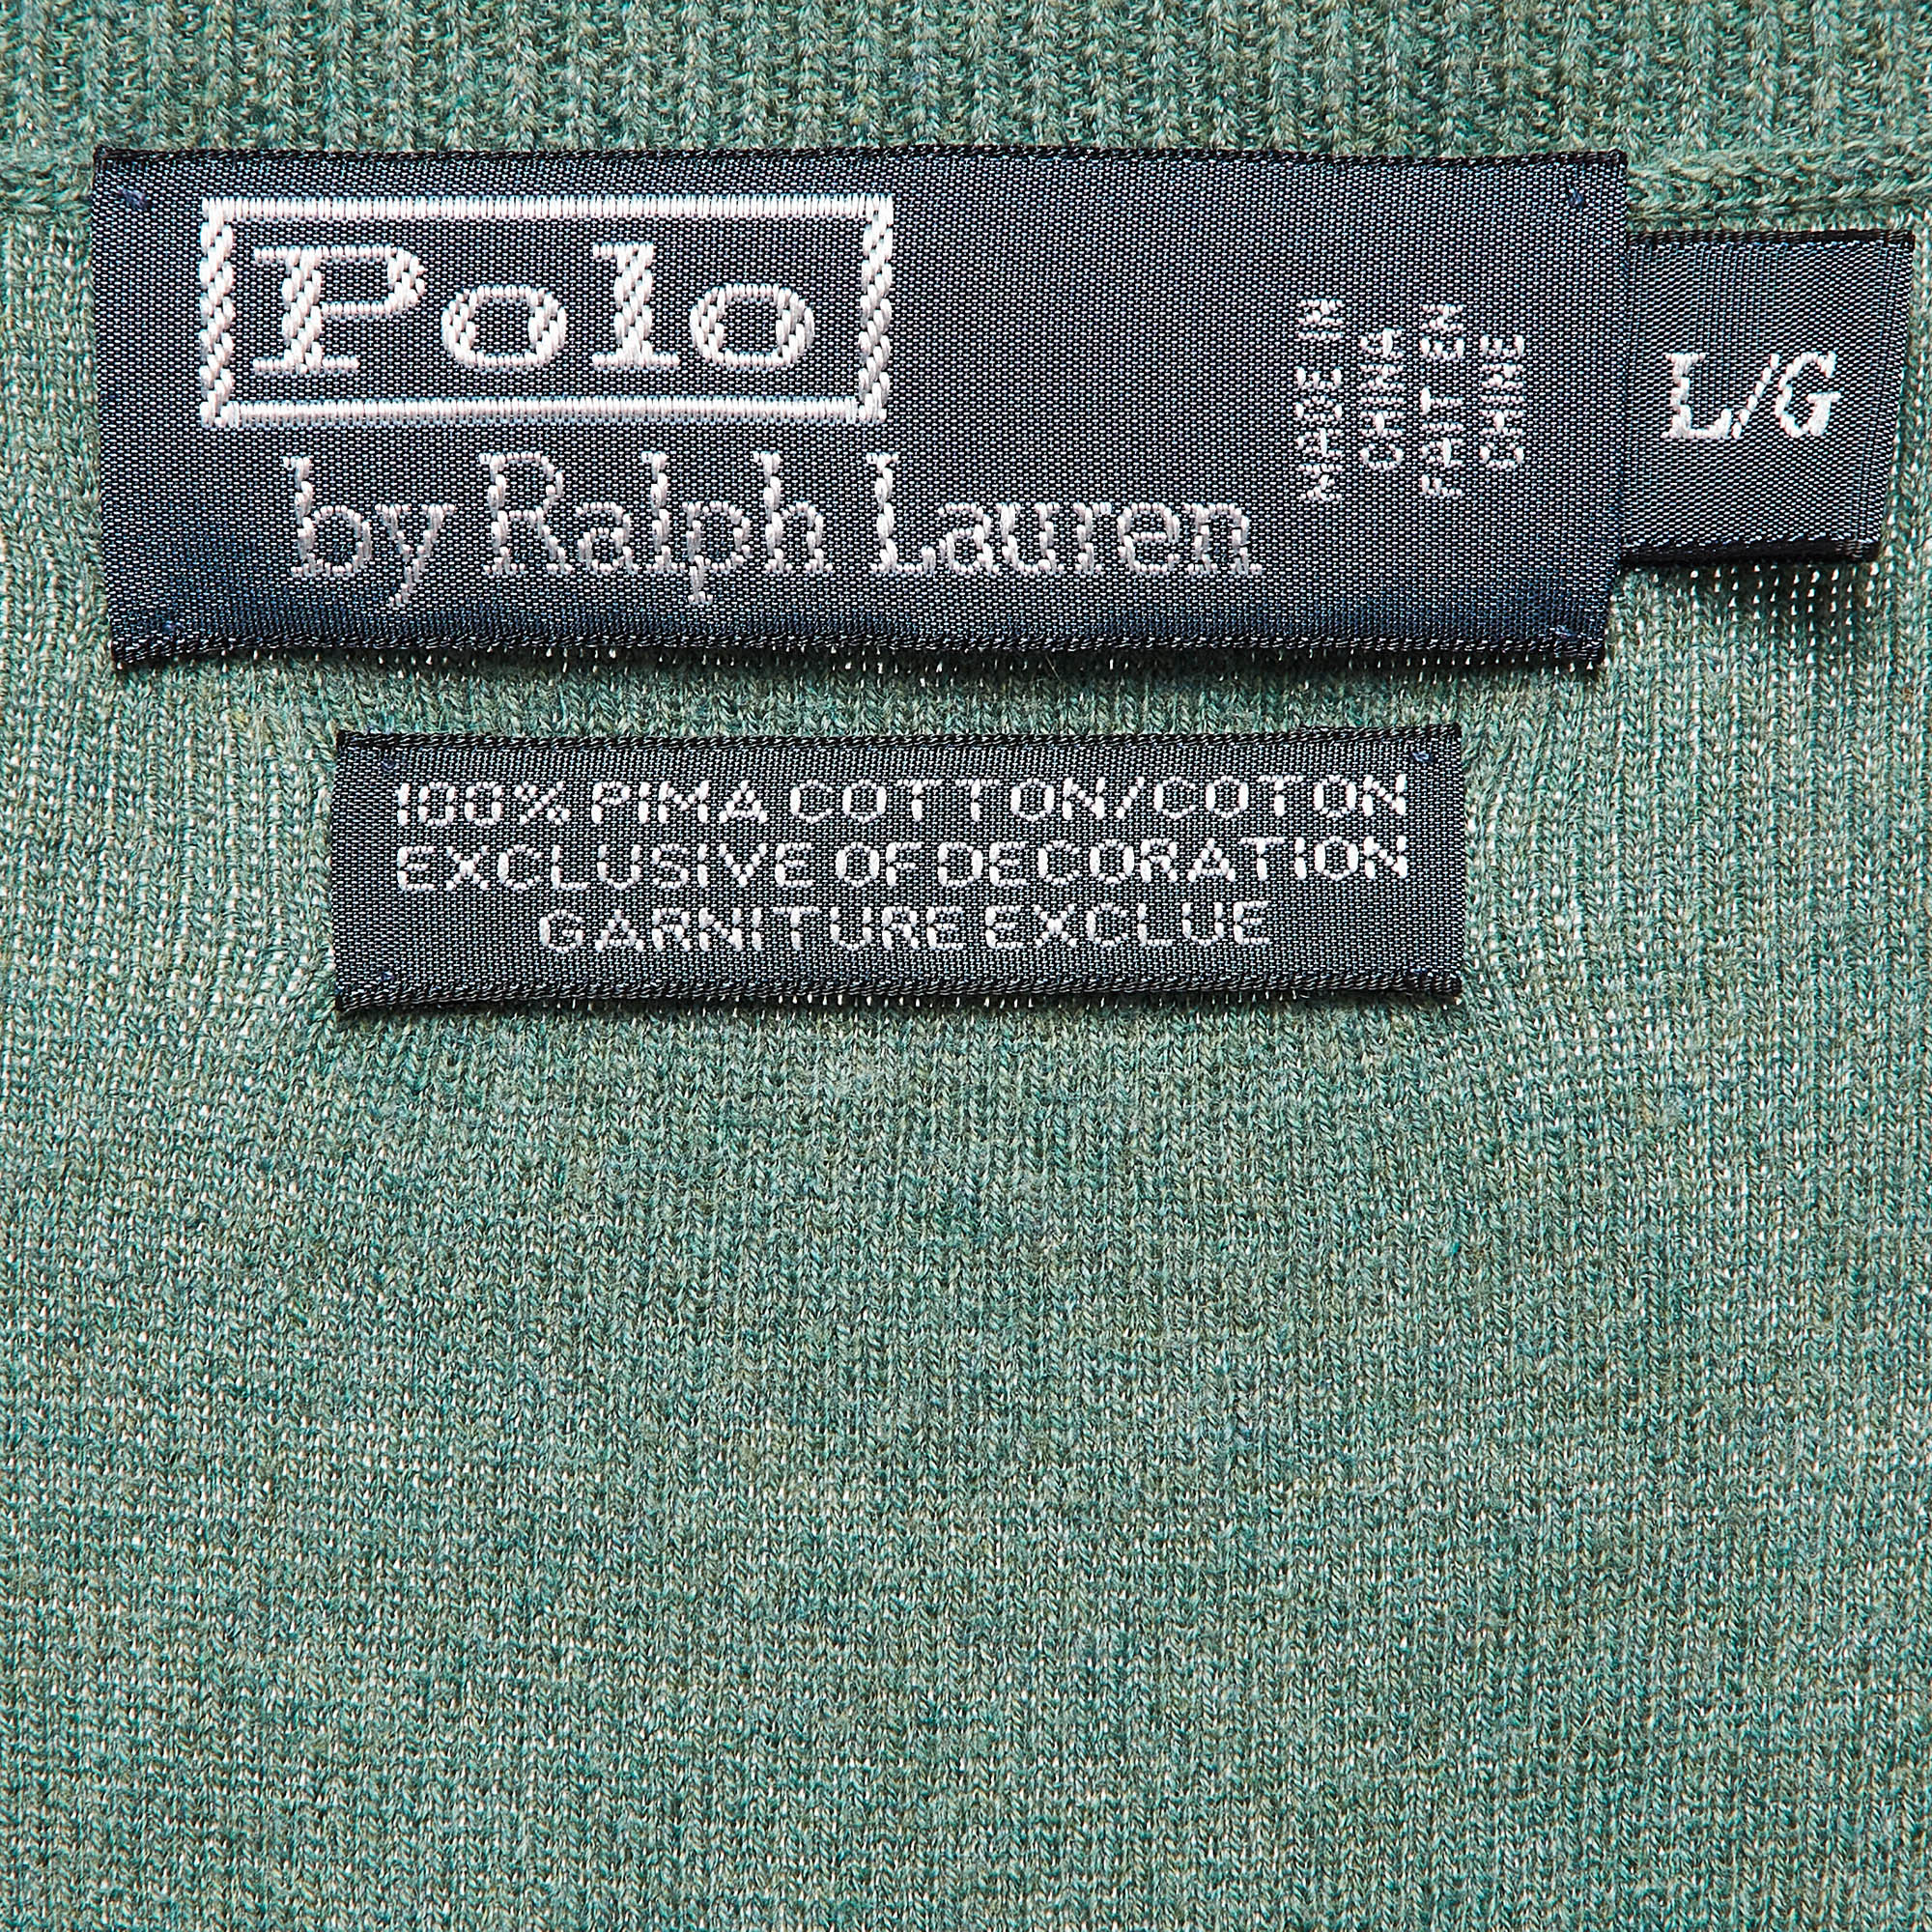 Polo
by Ralph Lauren
MADE IN
CHINA
FAIT EN
CHINE
L/G
100% PIMA COTTON/COTON
EXCLUSIVE OF DECORATION
GARNITURE EXCLUE